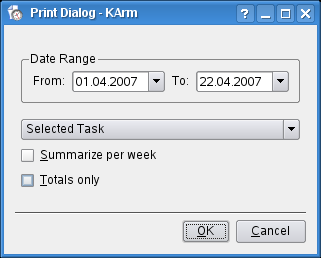 Print Dialog - KArm
Date Range
From: 01.04.2007 To: 22.04.2007
Selected Task
Summarize per week
Totals only
OK Cancel